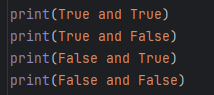 print(True and True)
print(True and False)
print(False and True)
print(False and False)